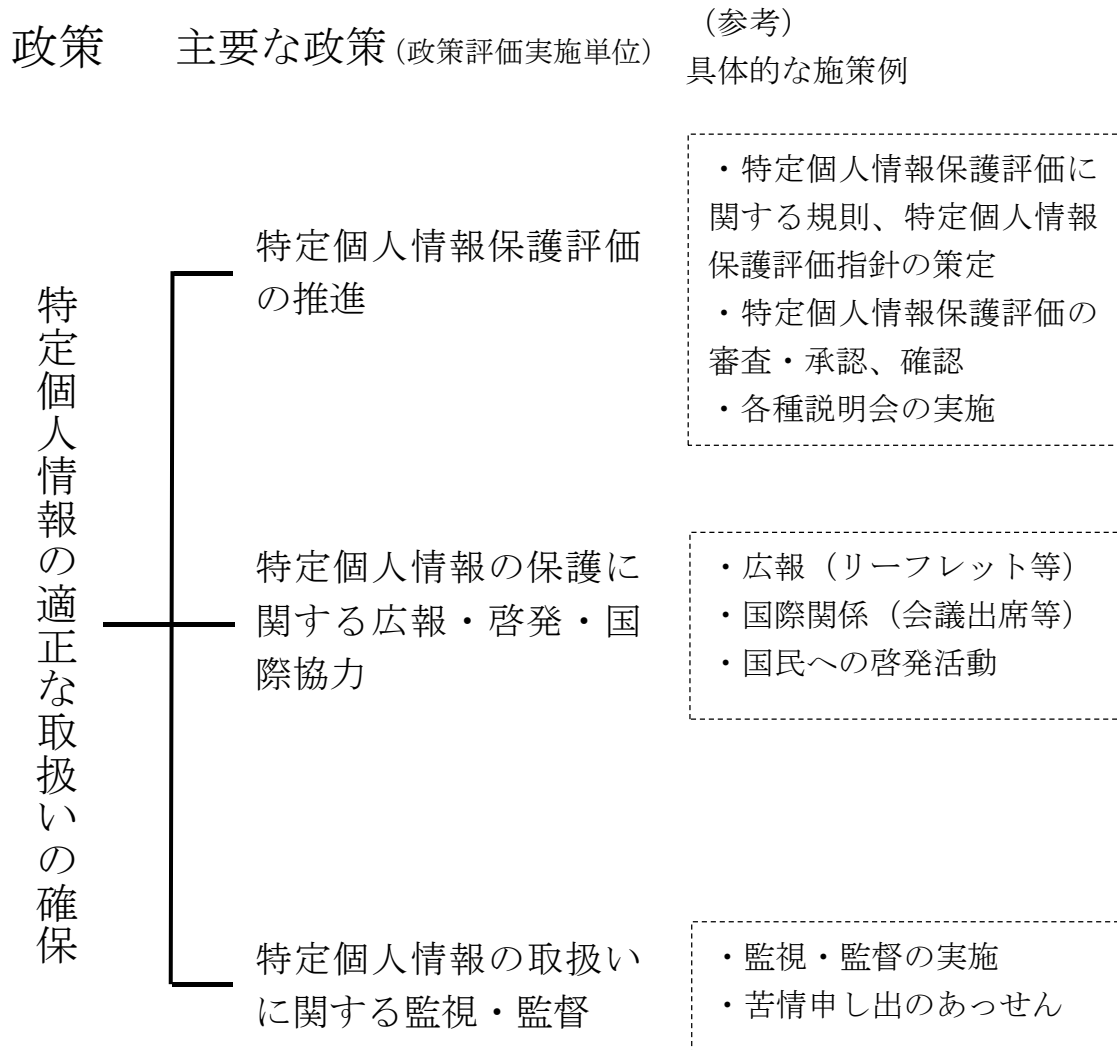 政策
主要な政策(政策評価実施単位)
（参考）
具体的な施策例
特定個人情報の適正な取扱いの確保
特定個人情報保護評価
の推進
・特定個人情報保護評価に
関する規則、特定個人情報
保護評価指針の策定
・特定個人情報保護評価の
審査・承認、確認
・各種説明会の実施
特定個人情報の保護に
関する広報・啓発・国
際協力
・広報（リーフレット等）
・国際関係（会議出席等）
・国民への啓発活動
特定個人情報の取扱い
に関する監視・監督
・監視・監督の実施
・苦情申し出のあっせん